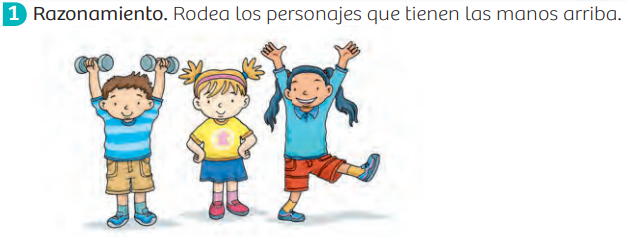 1 Razonamiento. Rodea los personajes que tienen las manos arriba.